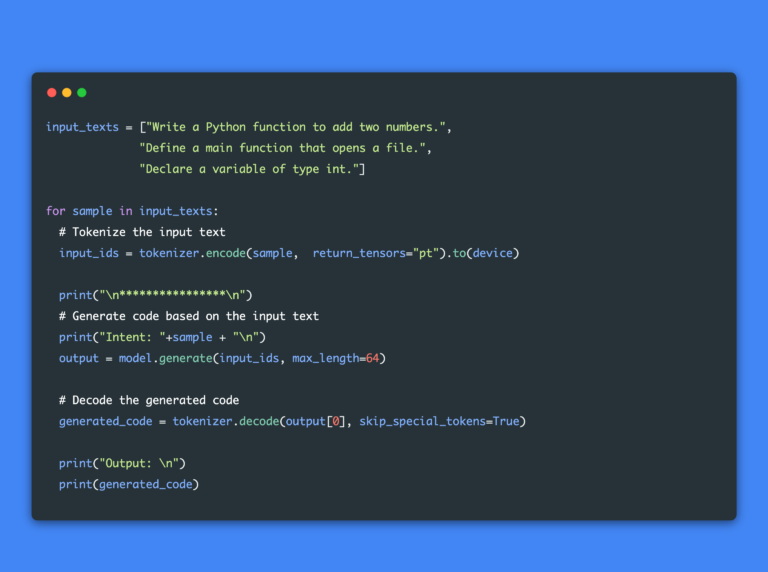 input_texts = ["Write a Python function to add two numbers.",
               "Define a main function that opens a file.",
               "Declare a variable of type int."]

for sample in input_texts:
  # Tokenize the input text
  input_ids = tokenizer.encode(sample,  return_tensors="pt").to(device)

  print("\n****************\n")
  # Generate code based on the input text
  print("Intent: "+sample + "\n")
  output = model.generate(input_ids, max_length=64)

  # Decode the generated code
  generated_code = tokenizer.decode(output[0], skip_special_tokens=True)

  print("Output: \n")
  print(generated_code)